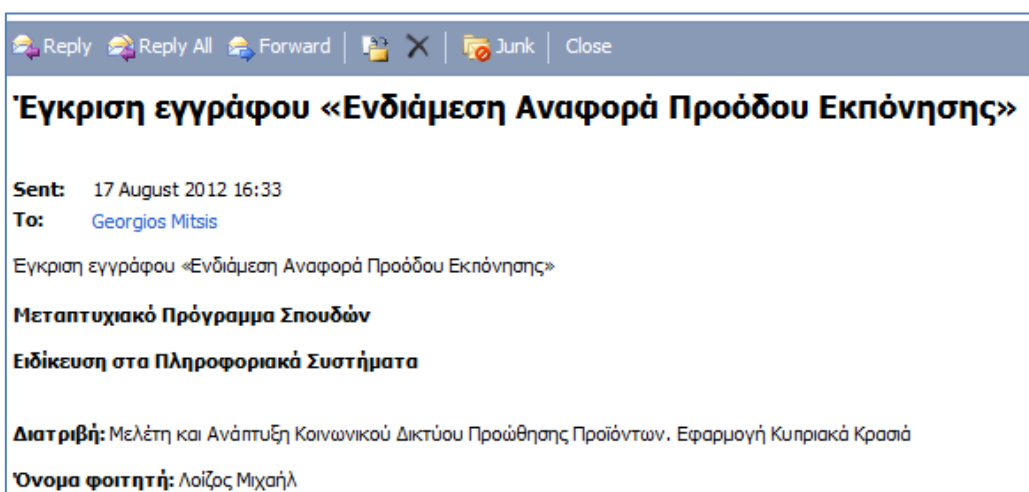 Reply Reply All Forward Junk Close
Έγκριση εγγράφου «Ενδιάμεση Αναφορά Προόδου Εκπόνησης»
Sent: 17 August 2012 16:33
To: Georgios Mitsis
Έγκριση εγγράφου «Ενδιάμεση Αναφορά Προόδου Εκπόνησης»
Μεταπτυχιακό Πρόγραμμα Σπουδών
Ειδίκευση στα Πληροφοριακά Συστήματα
Διατριβή: Μελέτη και Ανάπτυξη Κοινωνικού Δικτύου Προώθησης Προϊόντων. Εφαρμογή Κυπριακά Κρασιά
Όνομα φοιτητή: Λοΐζος Μιχαήλ